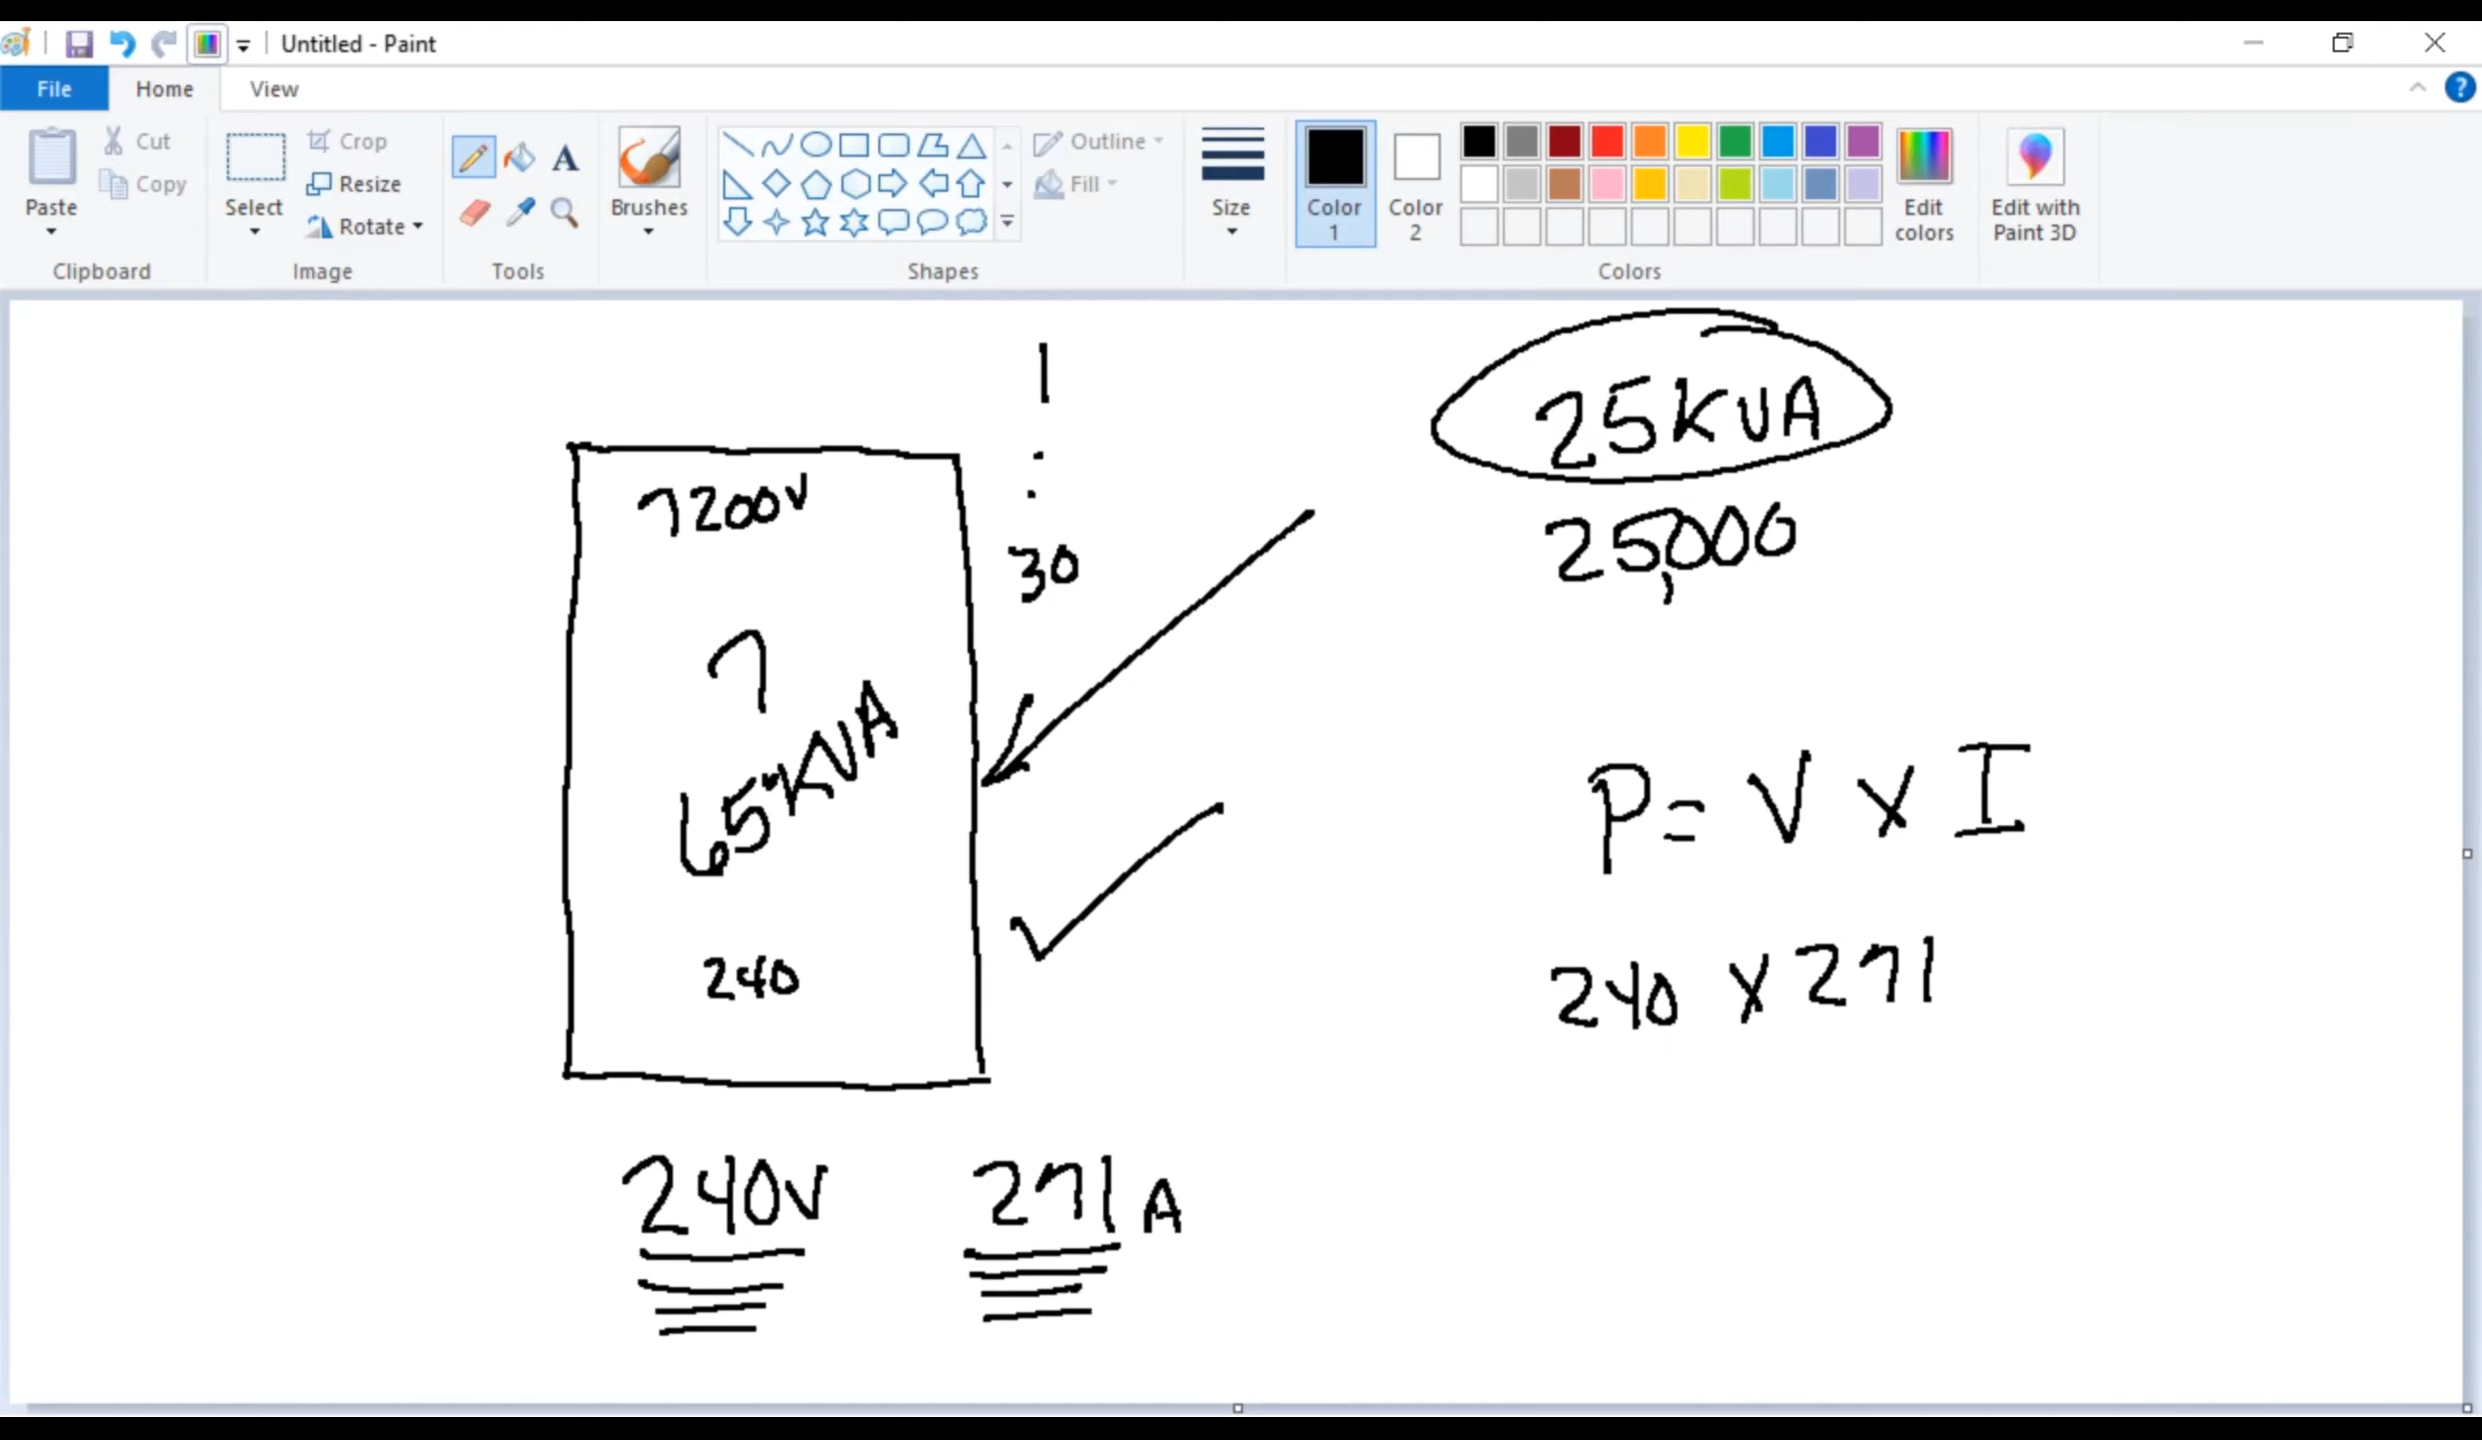 Untitled - Paint
File Home View
Paste
Cut
Copy
Clipboard
Select
Crop
Resize
Rotate
Image
A
Tools
Brushes
Outline
Fill
Shapes
Size
Color 1
Color 2
Edit colors
Colors
Edit with Paint 3D
?
1
:
30
7200V
7
65KVA
240
240V
271 A
25KVA
25,000
P = V X I
240 X 271